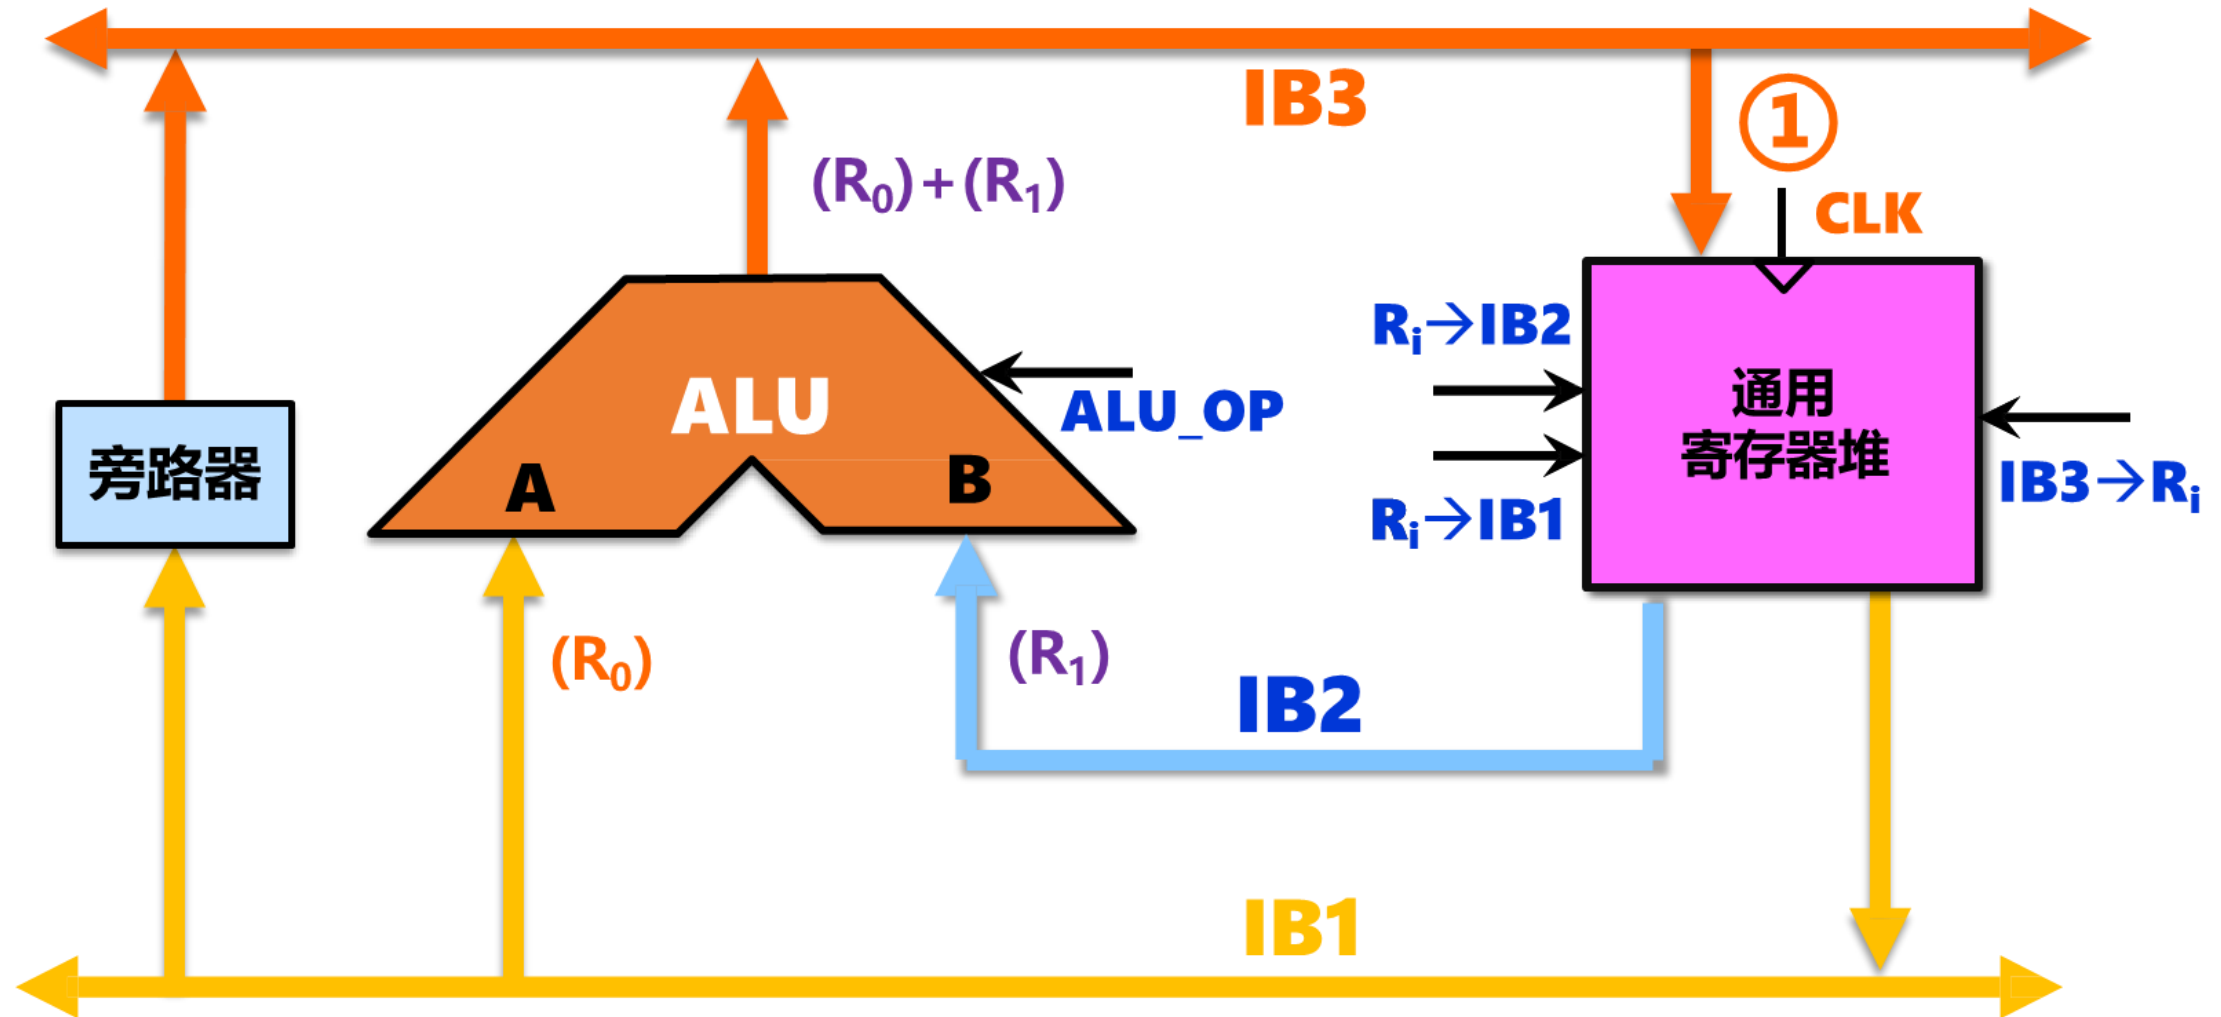 IB3
①
(R₀)+(R₁)
CLK
Rᵢ→IB2
ALU
ALU_OP
通用
寄存器堆
旁路器
A
B
IB3→Rᵢ
Rᵢ→IB1
(R₀)
(R₁)
IB2
IB1